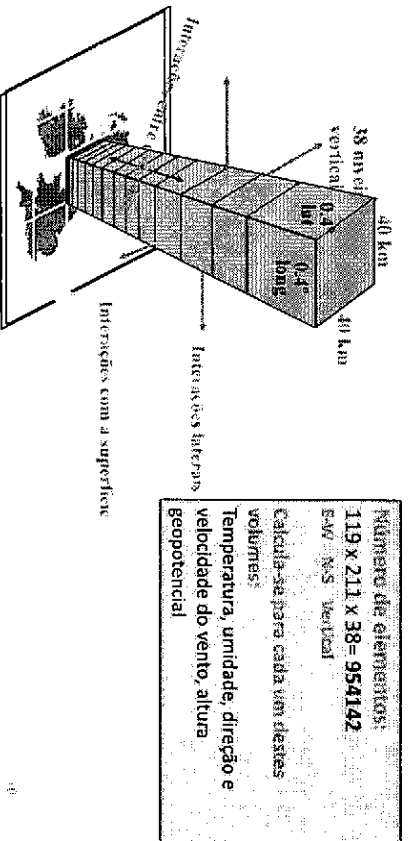 38 níveis
verticais
40 km
40 km
0.4°
lat
0.4°
long
Interações entre
Interações laterais
Interações com a superfície
Número de elementos:
119 x 211 x 38= 954142
E-W N-S Vertical
Calcula-se para cada um destes
volumes:
Temperatura, umidade, direção e
velocidade do vento, altura
geopotencial